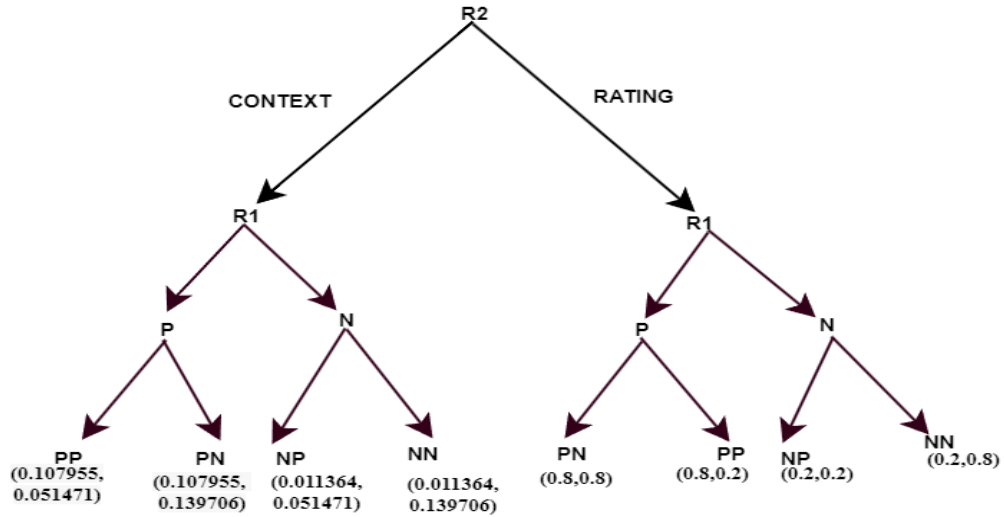 R2
CONTEXT
RATING
R1
R1
P
N
P
N
PP
(0.107955,
0.051471)
PN
(0.107955,
0.139706)
NP
(0.011364,
0.051471)
NN
(0.011364,
0.139706)
PN
(0.8,0.8)
PP
(0.8,0.2)
NP
(0.2,0.2)
NN
(0.2,0.8)